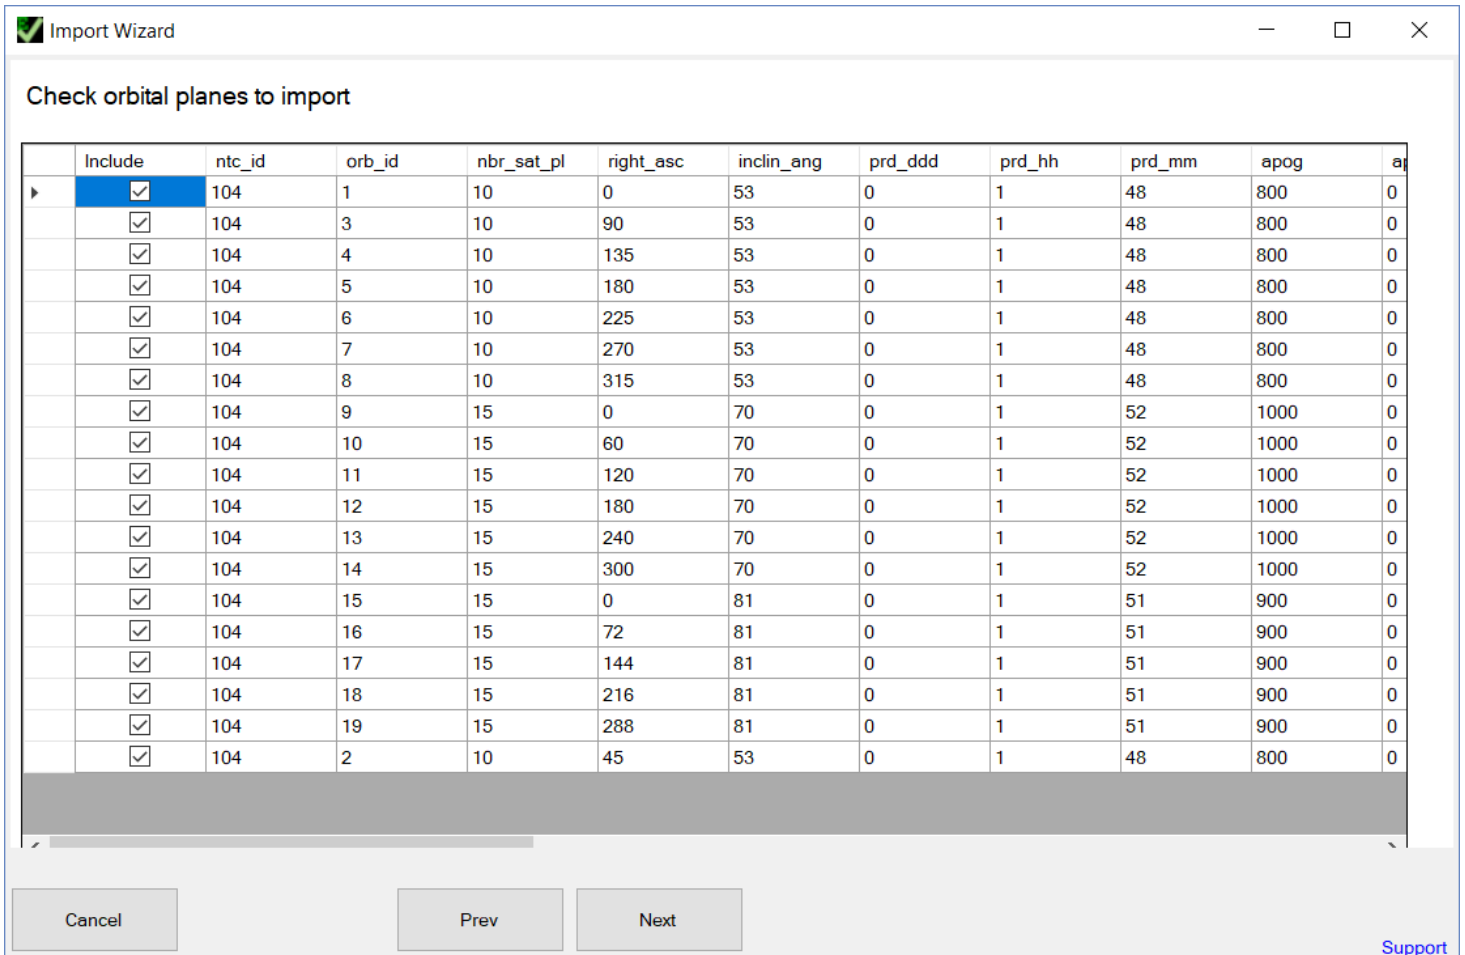 Import Wizard
Check orbital planes to import
Include ntc_id orb_id nbr_sat_pl right_asc inclin_ang prd_ddd prd_hh prd_mm apog
104 1 10 0 53 0 1 48 800 0
104 3 10 90 53 0 1 48 800 0
104 4 10 135 53 0 1 48 800 0
104 5 10 180 53 0 1 48 800 0
104 6 10 225 53 0 1 48 800 0
104 7 10 270 53 0 1 48 800 0
104 8 10 315 53 0 1 48 800 0
104 9 15 0 70 0 1 52 1000 0
104 10 15 60 70 0 1 52 1000 0
104 11 15 120 70 0 1 52 1000 0
104 12 15 180 70 0 1 52 1000 0
104 13 15 240 70 0 1 52 1000 0
104 14 15 300 70 0 1 52 1000 0
104 15 15 0 81 0 1 51 900 0
104 16 15 72 81 0 1 51 900 0
104 17 15 144 81 0 1 51 900 0
104 18 15 216 81 0 1 51 900 0
104 19 15 288 81 0 1 51 900 0
104 2 10 45 53 0 1 48 800 0
Cancel Prev Next
Support